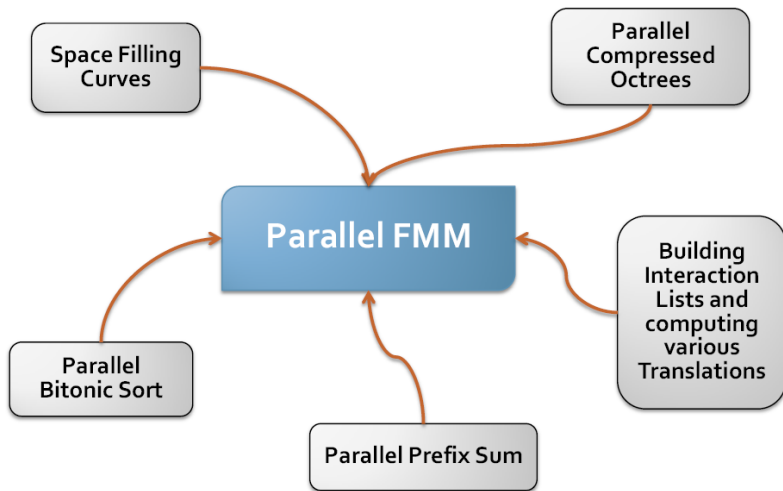 Space Filling
Curves
Parallel
Compressed
Octrees
Parallel FMM
Building
Interaction
Lists and
computing
various
Translations
Parallel
Bitonic Sort
Parallel Prefix Sum